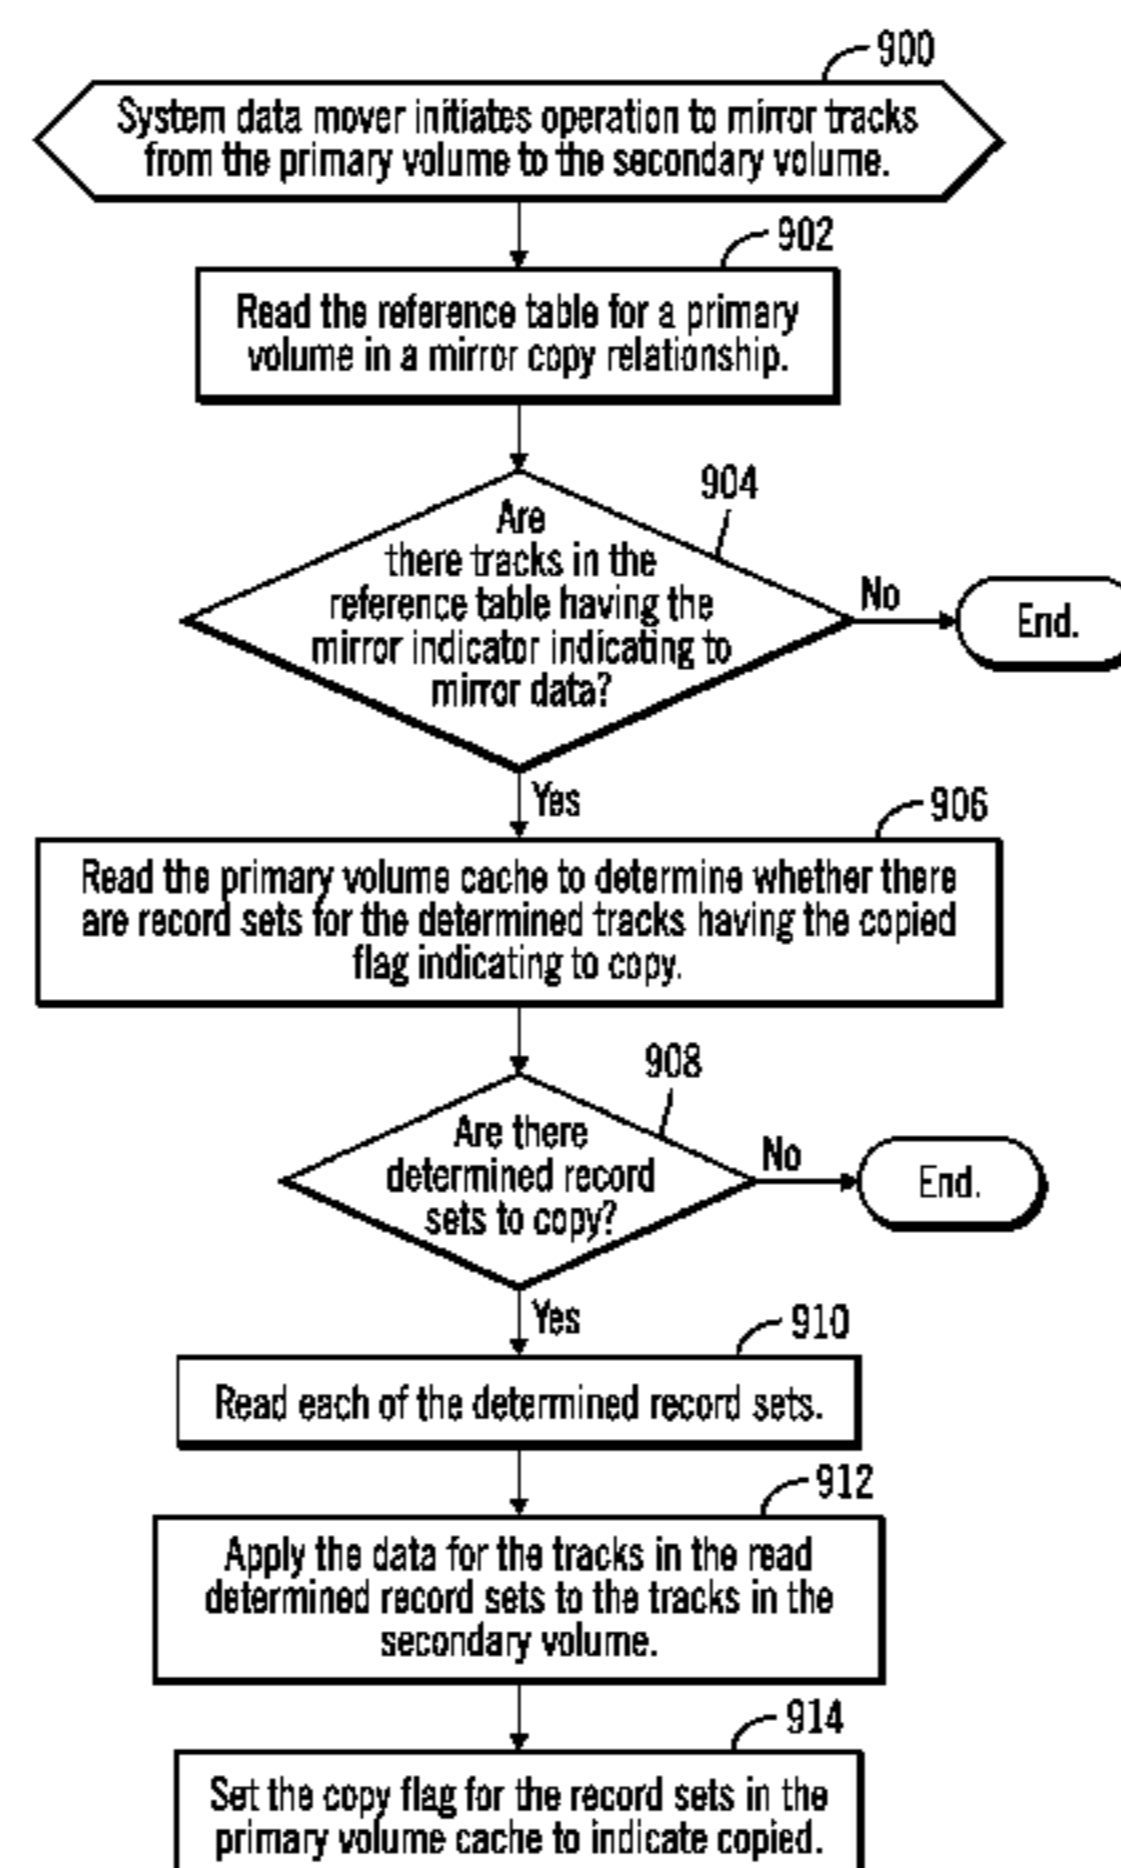 900
System data mover initiates operation to mirror tracks
from the primary volume to the secondary volume.
902
Read the reference table for a primary
volume in a mirror copy relationship.
904
Are
there tracks in the
reference table having the
mirror indicator indicating to
mirror data?
No
End.
Yes
906
Read the primary volume cache to determine whether there
are record sets for the determined tracks having the copied
flag indicating to copy.
908
Are there
determined record
sets to copy?
No
End.
Yes
910
Read each of the determined record sets.
912
Apply the data for the tracks in the read
determined record sets to the tracks in the
secondary volume.
914
Set the copy flag for the record sets in the
primary volume cache to indicate copied.